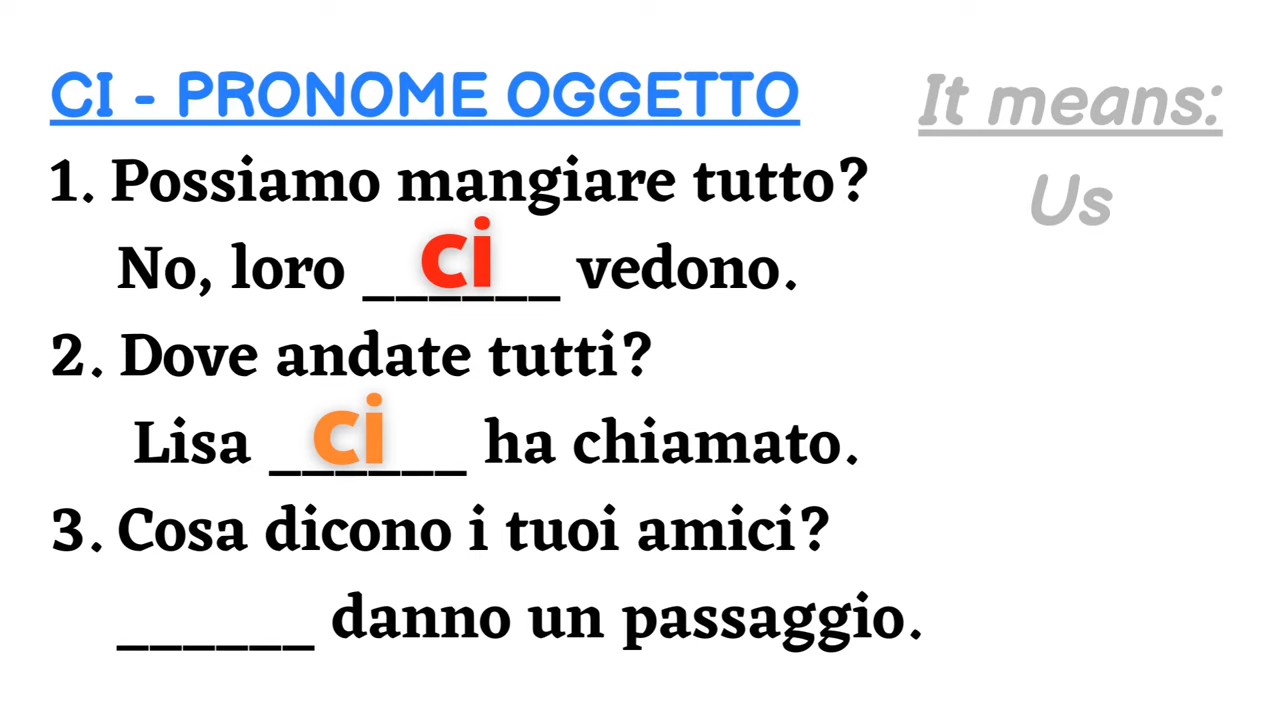 CI - PRONOME OGGETTO
It means:
Us
1. Possiamo mangiare tutto?
No, loro ci vedono.
2. Dove andate tutti?
Lisa ci ha chiamato.
3. Cosa dicono i tuoi amici?
______ danno un passaggio.